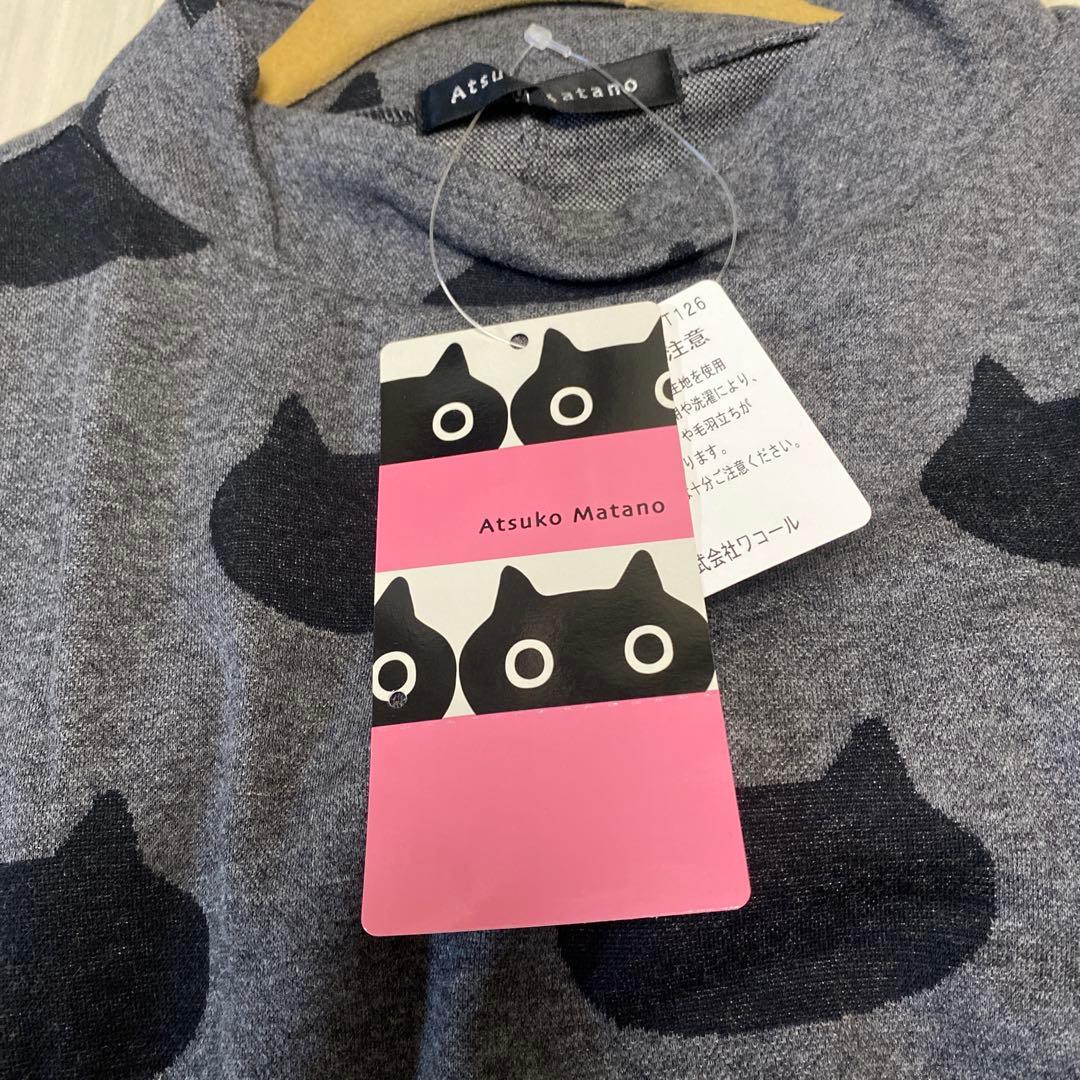 Atsu
Matano
Atsuko Matano
T126
注意
生地を使用
用や洗濯により、
や毛羽立ちが
ります。
十分ご注意ください。
式会社ワコール